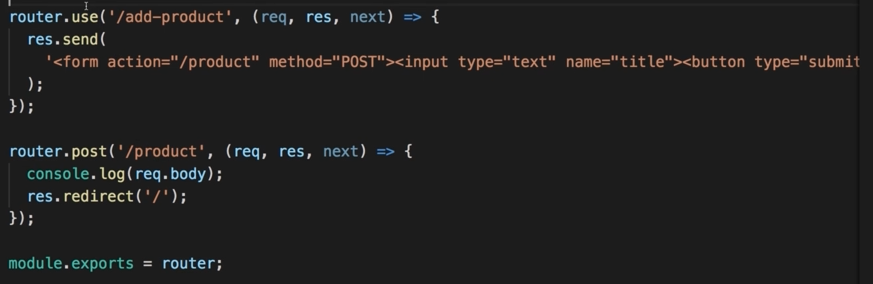 router.use('/add-product', (req, res, next) => {
  res.send(
    '<form action="/product" method="POST"><input type="text" name="title"><button type="submit
  );
});
router.post('/product', (req, res, next) => {
  console.log(req.body);
  res.redirect('/');
});
module.exports = router;